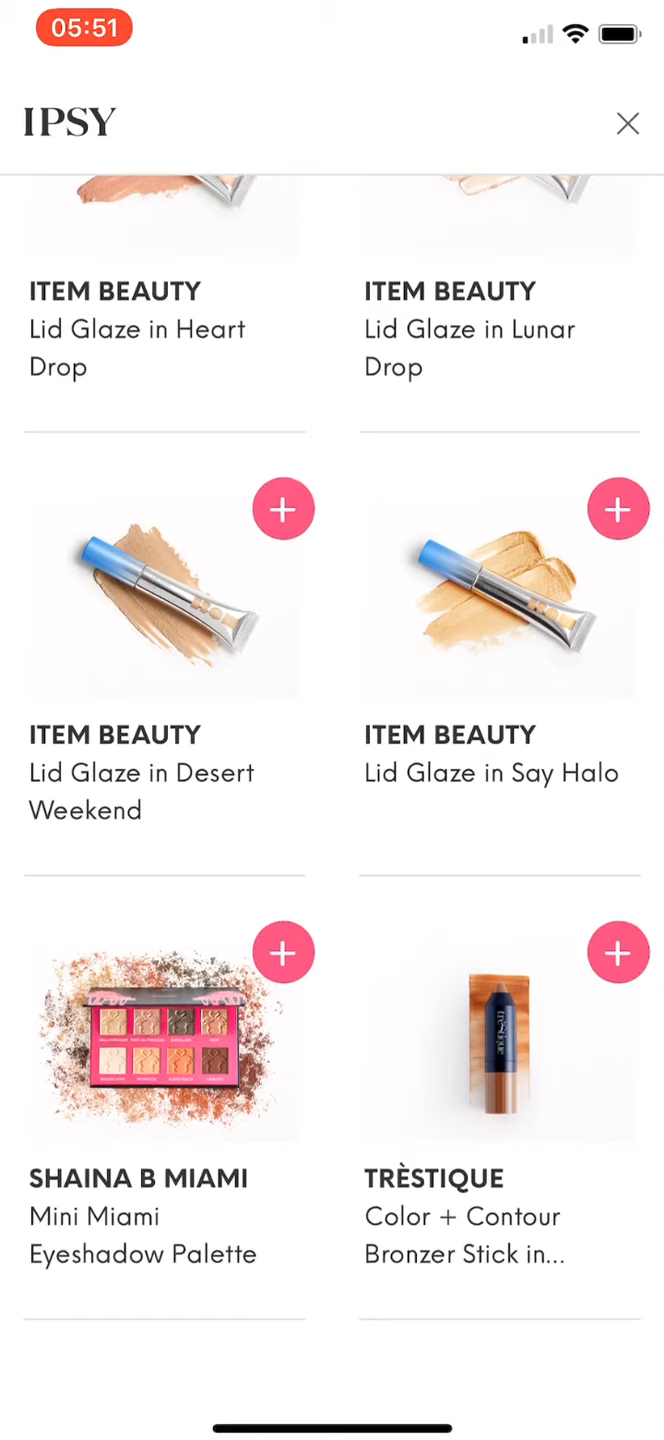 05:51
IPSY
ITEM BEAUTY
Lid Glaze in Heart
Drop
ITEM BEAUTY
Lid Glaze in Lunar
Drop
ITEM BEAUTY
Lid Glaze in Desert
Weekend
ITEM BEAUTY
Lid Glaze in Say Halo
SHAINA B MIAMI
Mini Miami
Eyeshadow Palette
trèstique
TRÈSTIQUE
Color + Contour
Bronzer Stick in...